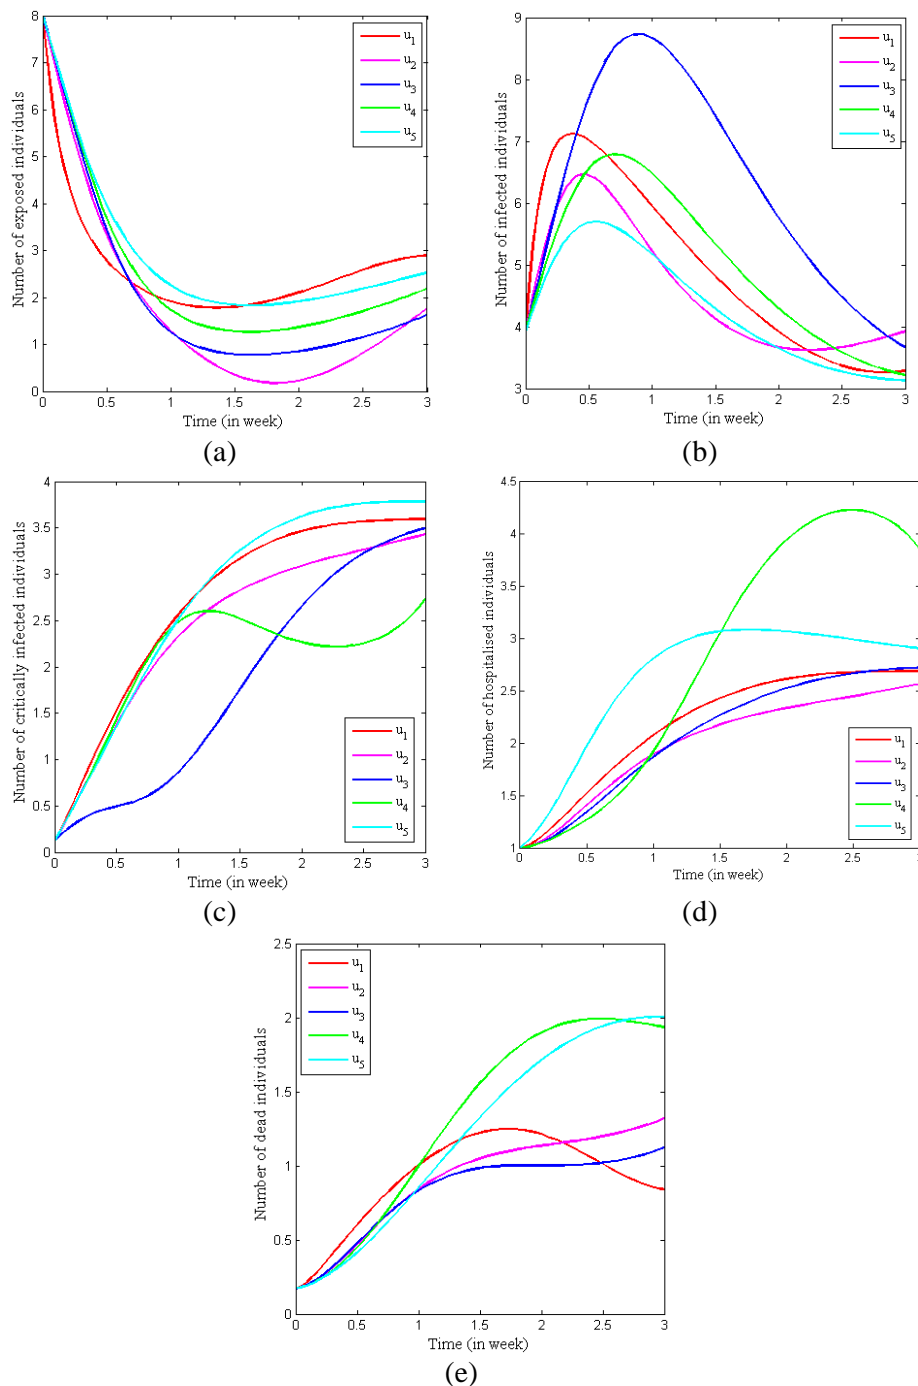 Number of exposed individuals
8
7
6
5
4
3
2
1
0
0 0.5 1 1.5 2 2.5 3
Time (in week)
u1
u2
u3
u4
u5
(a)
Number of infected individuals
9
8
7
6
5
4
3
0 0.5 1 1.5 2 2.5 3
Time (in week)
u1
u2
u3
u4
u5
(b)
Number of critically infected individuals
4
3.5
3
2.5
2
1.5
1
0.5
0
0 0.5 1 1.5 2 2.5 3
Time (in week)
u1
u2
u3
u4
u5
(c)
Number of hospitalised individuals
4.5
4
3.5
3
2.5
2
1.5
1
0 0.5 1 1.5 2 2.5 3
Time (in week)
u1
u2
u3
u4
u5
(d)
Number of dead individuals
2.5
2
1.5
1
0.5
0
0 0.5 1 1.5 2 2.5 3
Time (in week)
u1
u2
u3
u4
u5
(e)